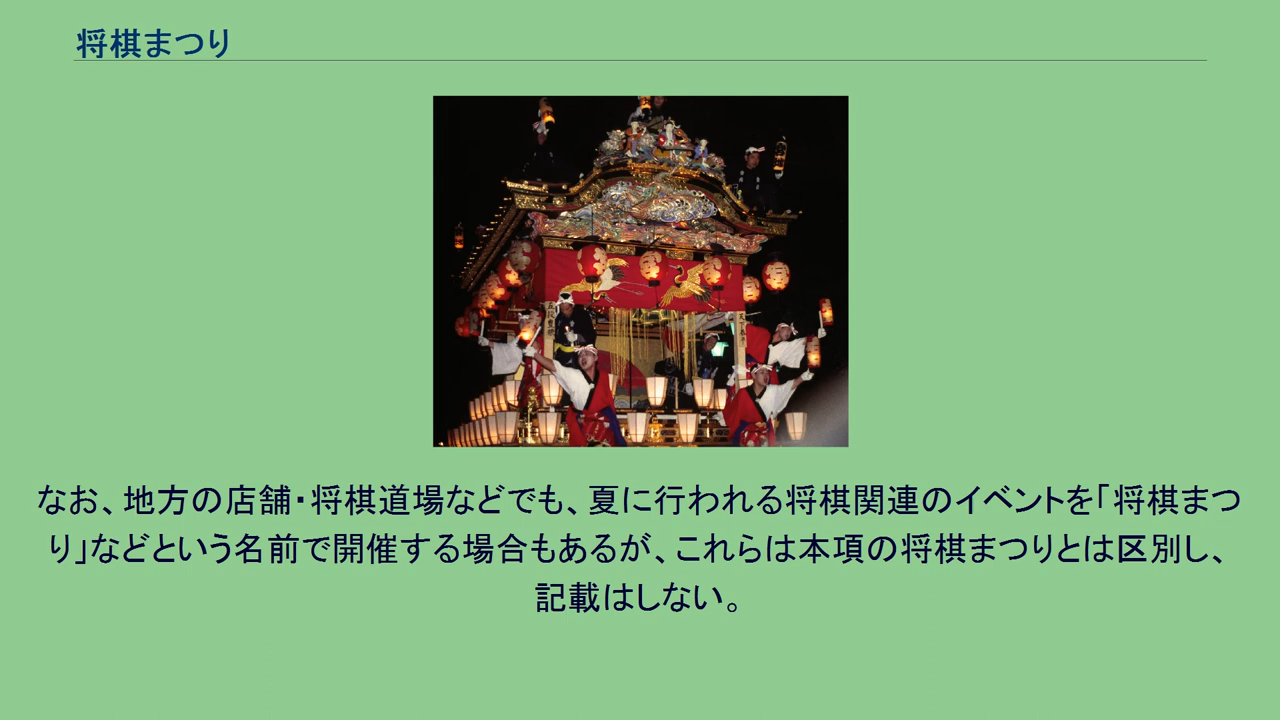 将棋まつり
なお、地方の店舗・将棋道場などでも、夏に行われる将棋関連のイベントを「将棋まつ
り」などという名前で開催する場合もあるが、これらは本項の将棋まつりとは区別し、
記載はしない。